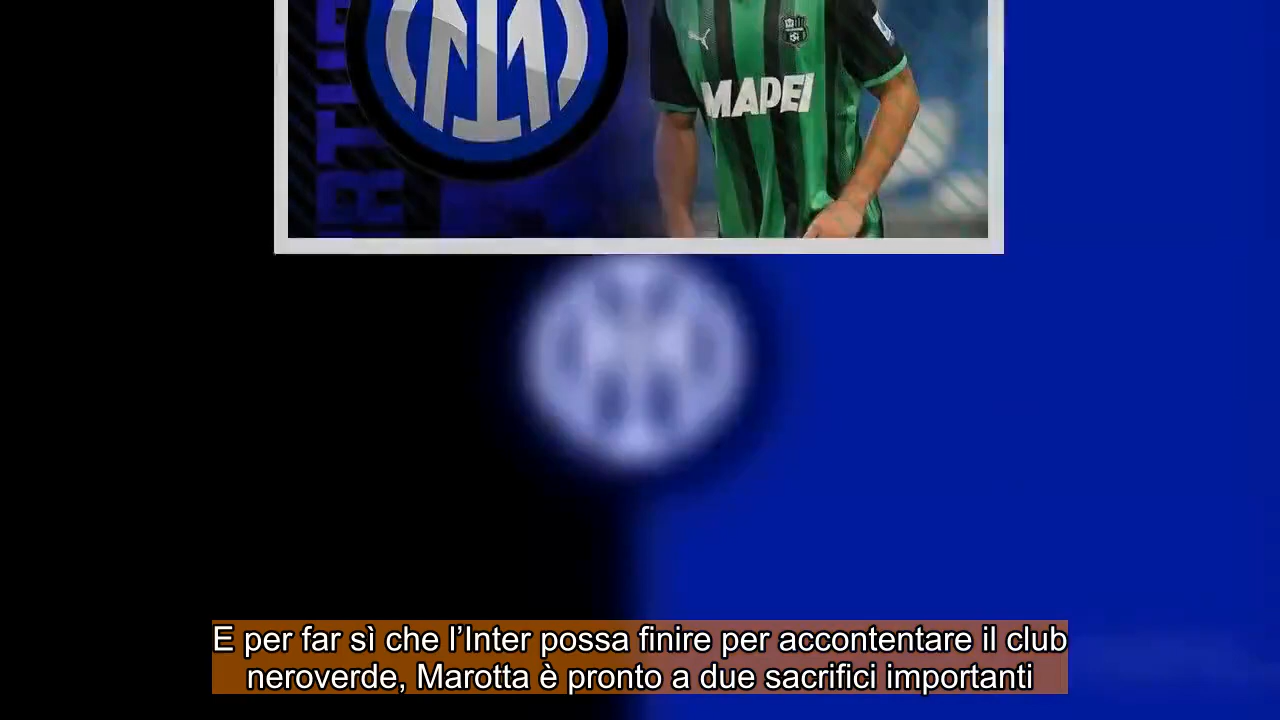 MAPEI
E per far sì che l’Inter possa finire per accontentare il club
neroverde, Marotta è pronto a due sacrifici importanti